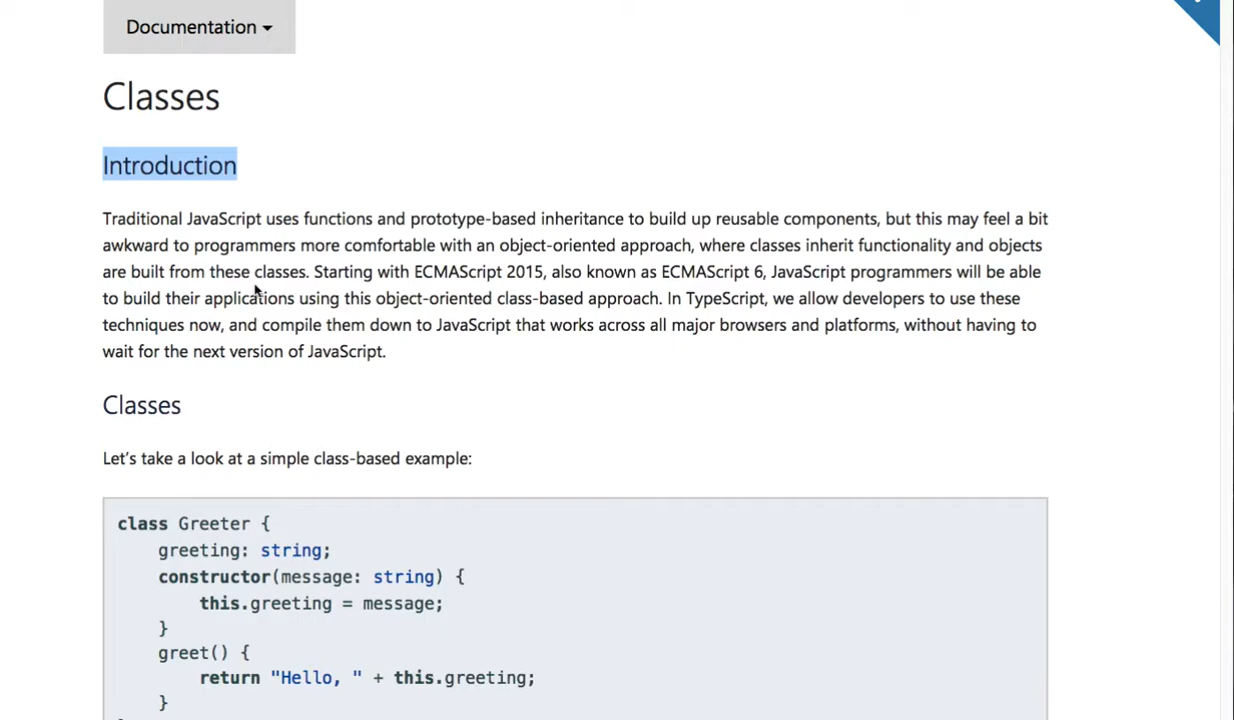 Documentation
Classes
Introduction
Traditional JavaScript uses functions and prototype-based inheritance to build up reusable components, but this may feel a bit
awkward to programmers more comfortable with an object-oriented approach, where classes inherit functionality and objects
are built from these classes. Starting with ECMAScript 2015, also known as ECMAScript 6, JavaScript programmers will be able
to build their applications using this object-oriented class-based approach. In TypeScript, we allow developers to use these
techniques now, and compile them down to JavaScript that works across all major browsers and platforms, without having to
wait for the next version of JavaScript.
Classes
Let's take a look at a simple class-based example:
class Greeter {
    greeting: string;
    constructor(message: string) {
        this.greeting = message;
    }
    greet() {
        return "Hello, " + this.greeting;
    }